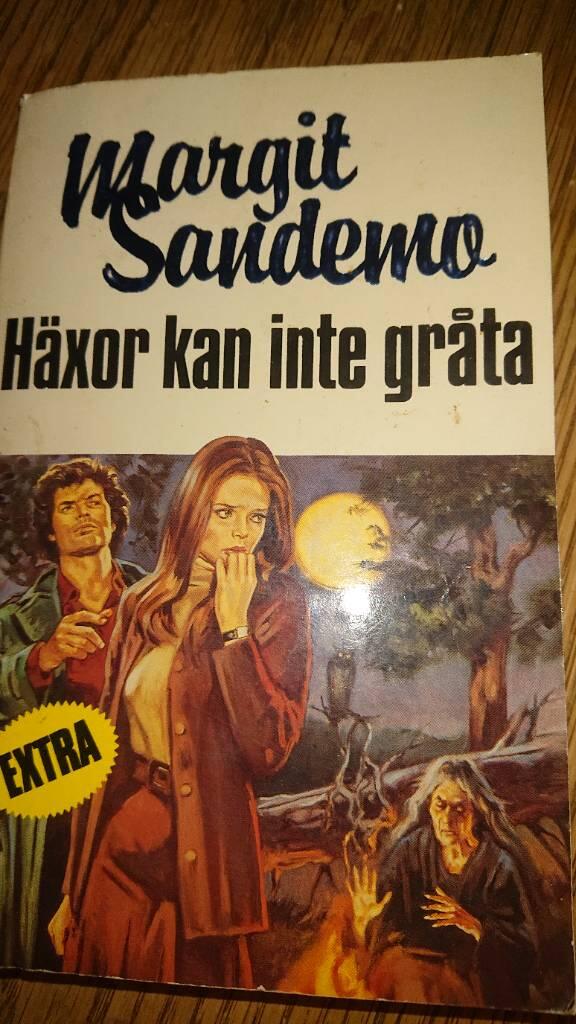 Margit
Sandemo
Häxor kan inte gråta
EXTRA